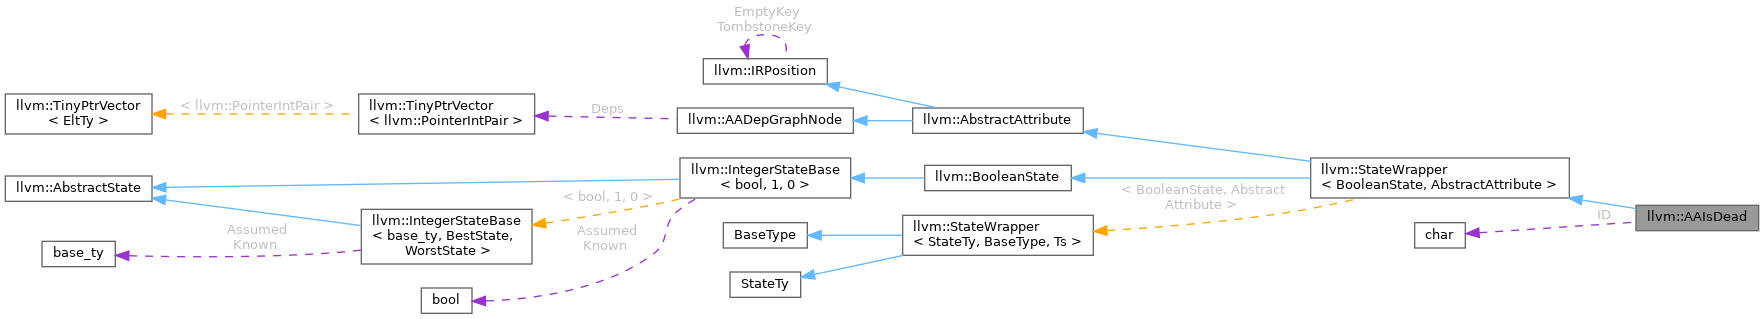 EmptyKey
TombstoneKey
llvm::IRPosition
llvm::TinyPtrVector
< EltTy >
< llvm::PointerIntPair >
llvm::TinyPtrVector
< llvm::PointerIntPair >
Deps
llvm::AADepGraphNode
llvm::AbstractAttribute
llvm::AbstractState
llvm::IntegerStateBase
< bool, 1, 0 >
llvm::BooleanState
llvm::StateWrapper
< BooleanState, AbstractAttribute >
< bool, 1, 0 >
< BooleanState, Abstract
Attribute >
ID
llvm::AAIsDead
llvm::IntegerStateBase
< base_ty, BestState,
WorstState >
Assumed
Known
Assumed
Known
BaseType
llvm::StateWrapper
< StateTy, BaseType, Ts >
char
base_ty
StateTy
bool